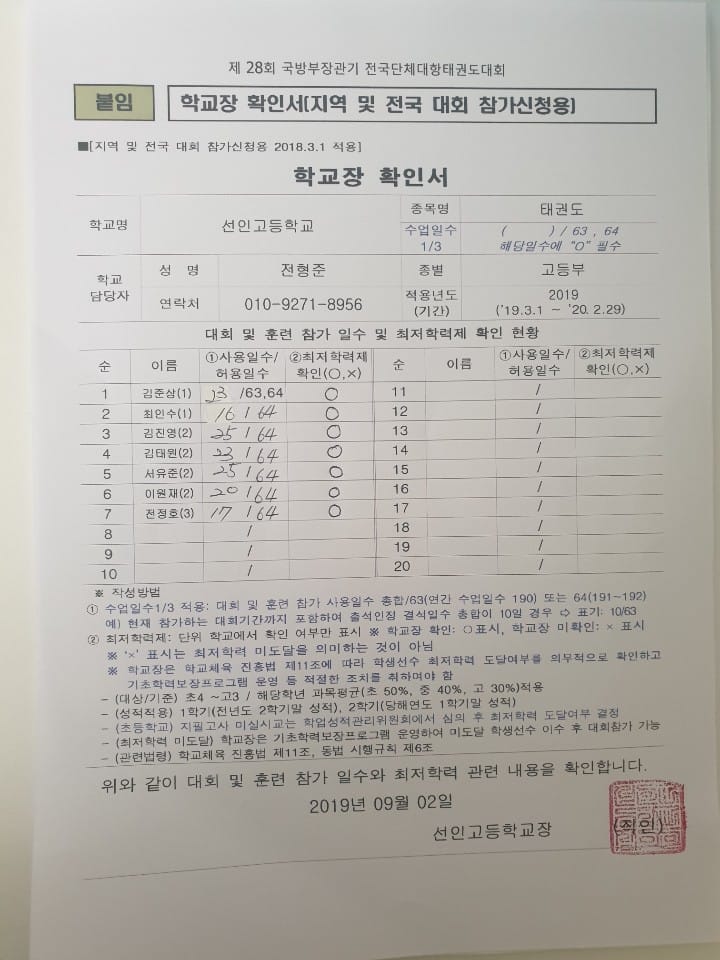 제 28회 국방부장관기 전국단체대항태권도대회
붙임 학교장 확인서(지역 및 전국 대회 참가신청용)
■[지역 및 전국 대회 참가신청용 2018.3.1 적용]
학교장 확인서
학교명 선인고등학교 종목명 태권도
수업일수 1/3 ( ) / 63 , 64
해당일수에 "O" 필수
학교 담당자 성 명 전형준 종별 고등부
연락처 010-9271-8956 적용년도 (기간) 2019
('19.3.1 ~ '20. 2.29)
대회 및 훈련 참가 일수 및 최저학력제 확인 현황
순 이름 ①사용일수/허용일수 ②최저학력제 확인(○,×) 순 이름 ①사용일수/허용일수 ②최저학력제 확인(○,×)
1 김준상(1) 23 /63,64 ○ 11 /
2 최인수(1) 16 / 64 ○ 12 /
3 김진영(2) 25 / 64 ○ 13 /
4 김태원(2) 23 / 64 ○ 14 /
5 서유준(2) 25 / 64 ○ 15 /
6 이원재(2) 20 / 64 ○ 16 /
7 전정호(3) 17 / 64 ○ 17 /
8 / 18 /
9 / 19 /
10 / 20 /
※ 작성방법
① 수업일수1/3 적용: 대회 및 훈련 참가 사용일수 총합/63(연간 수업일수 190) 또는 64(191~192)
예) 현재 참가하는 대회기간까지 포함하여 출석인장 결석일수 총합이 10일 경우 ⇨ 표기: 10/63
② 최저학력제: 단위 학교에서 확인 여부만 표시 ※ 학교장 확인: ○표시, 학교장 미확인: × 표시
※ '×' 표시는 최저학력 미도달을 의미하는 것이 아님
※ 학교장은 학교체육 진흥법 제11조에 따라 학생선수 최저학력 도달여부를 의무적으로 확인하고
기초학력보장프로그램 운영 등 적절한 조치를 취하며야 함
- (대상/기준) 초4 ~고3 / 해당학년 과목평균(초 50%, 중 40%, 고 30%)적용
- (성적적용) 1학기(전년도 2학기말 성적), 2학기(당해연도 1학기말 성적)
- (초등학교) 지필고사 미실시교는 학업성적관리위원회에서 심의 후 최저학력 도달여부 결정
- (최저학력 미도달) 학교장은 기초학력보장프로그램 운영하여 미도달 학생선수 이수 후 대회참가 가능
- (관련법령) 학교체육 진흥법 제11조, 동법 시행규칙 제6조
위와 같이 대회 및 훈련 참가 일수와 최저학력 관련 내용을 확인합니다.
2019년 09월 02일
선인고등학교장 (직인)